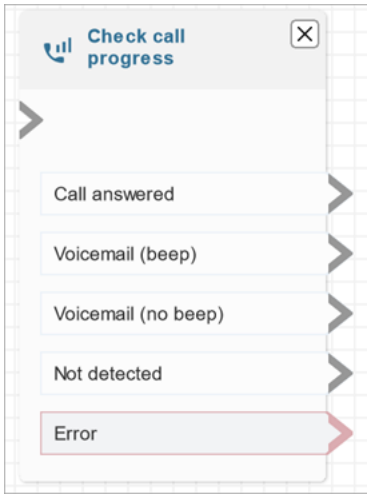 Check call
progress
Call answered
Voicemail (beep)
Voicemail (no beep)
Not detected
Error